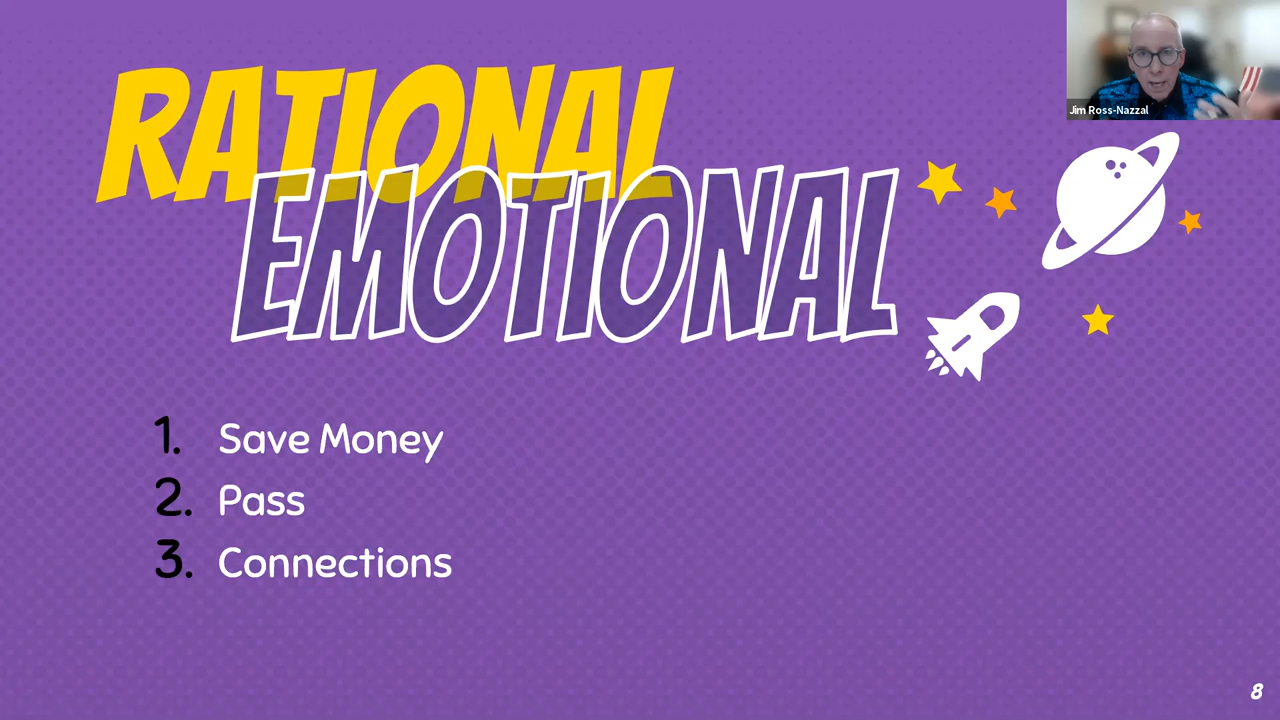 RATIONAL
EMOTIONAL
Jim Ross-Nazzal
1. Save Money
2. Pass
3. Connections
8